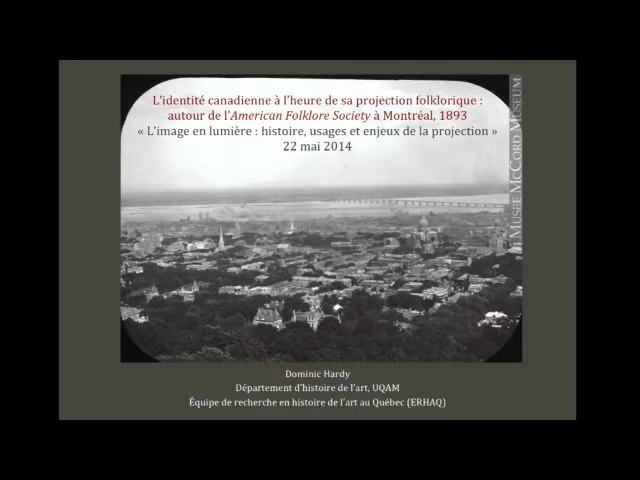 L'identité canadienne à l'heure de sa projection folklorique :
autour de l'American Folklore Society à Montréal, 1893
« L'image en lumière : histoire, usages et enjeux de la projection »
22 mai 2014
MUSÉE MCCORD MUSEUM
Dominic Hardy
Département d'histoire de l'art, UQAM
Équipe de recherche en histoire de l'art au Québec (ERHAQ)